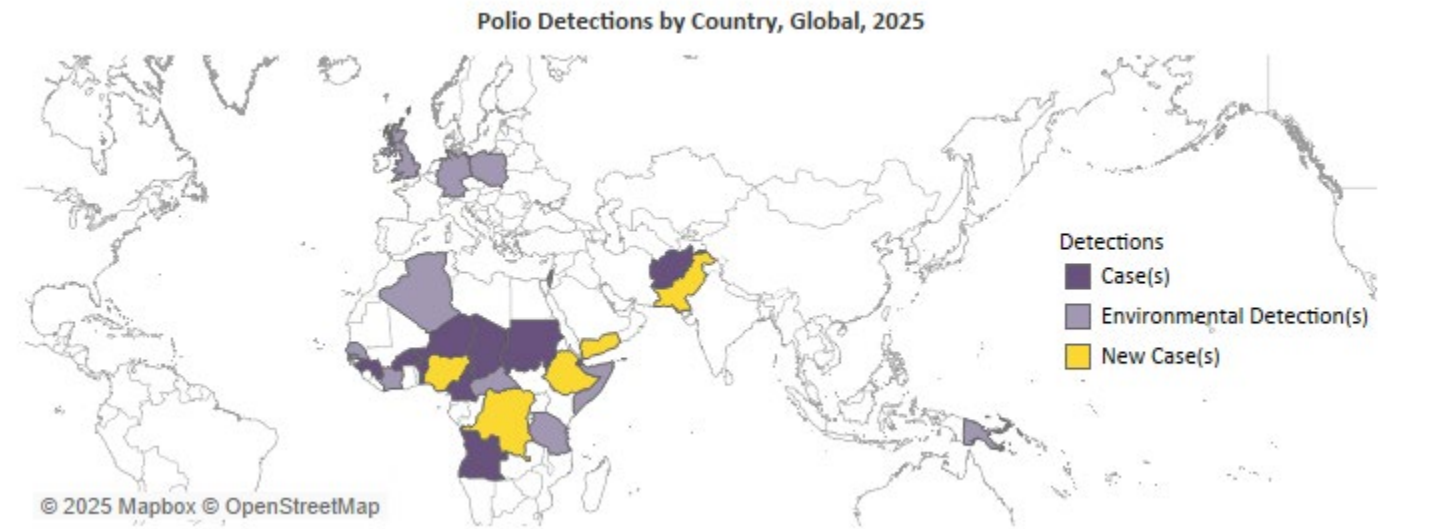 Polio Detections by Country, Global, 2025
Detections
Case(s)
Environmental Detection(s)
New Case(s)
© 2025 Mapbox © OpenStreetMap